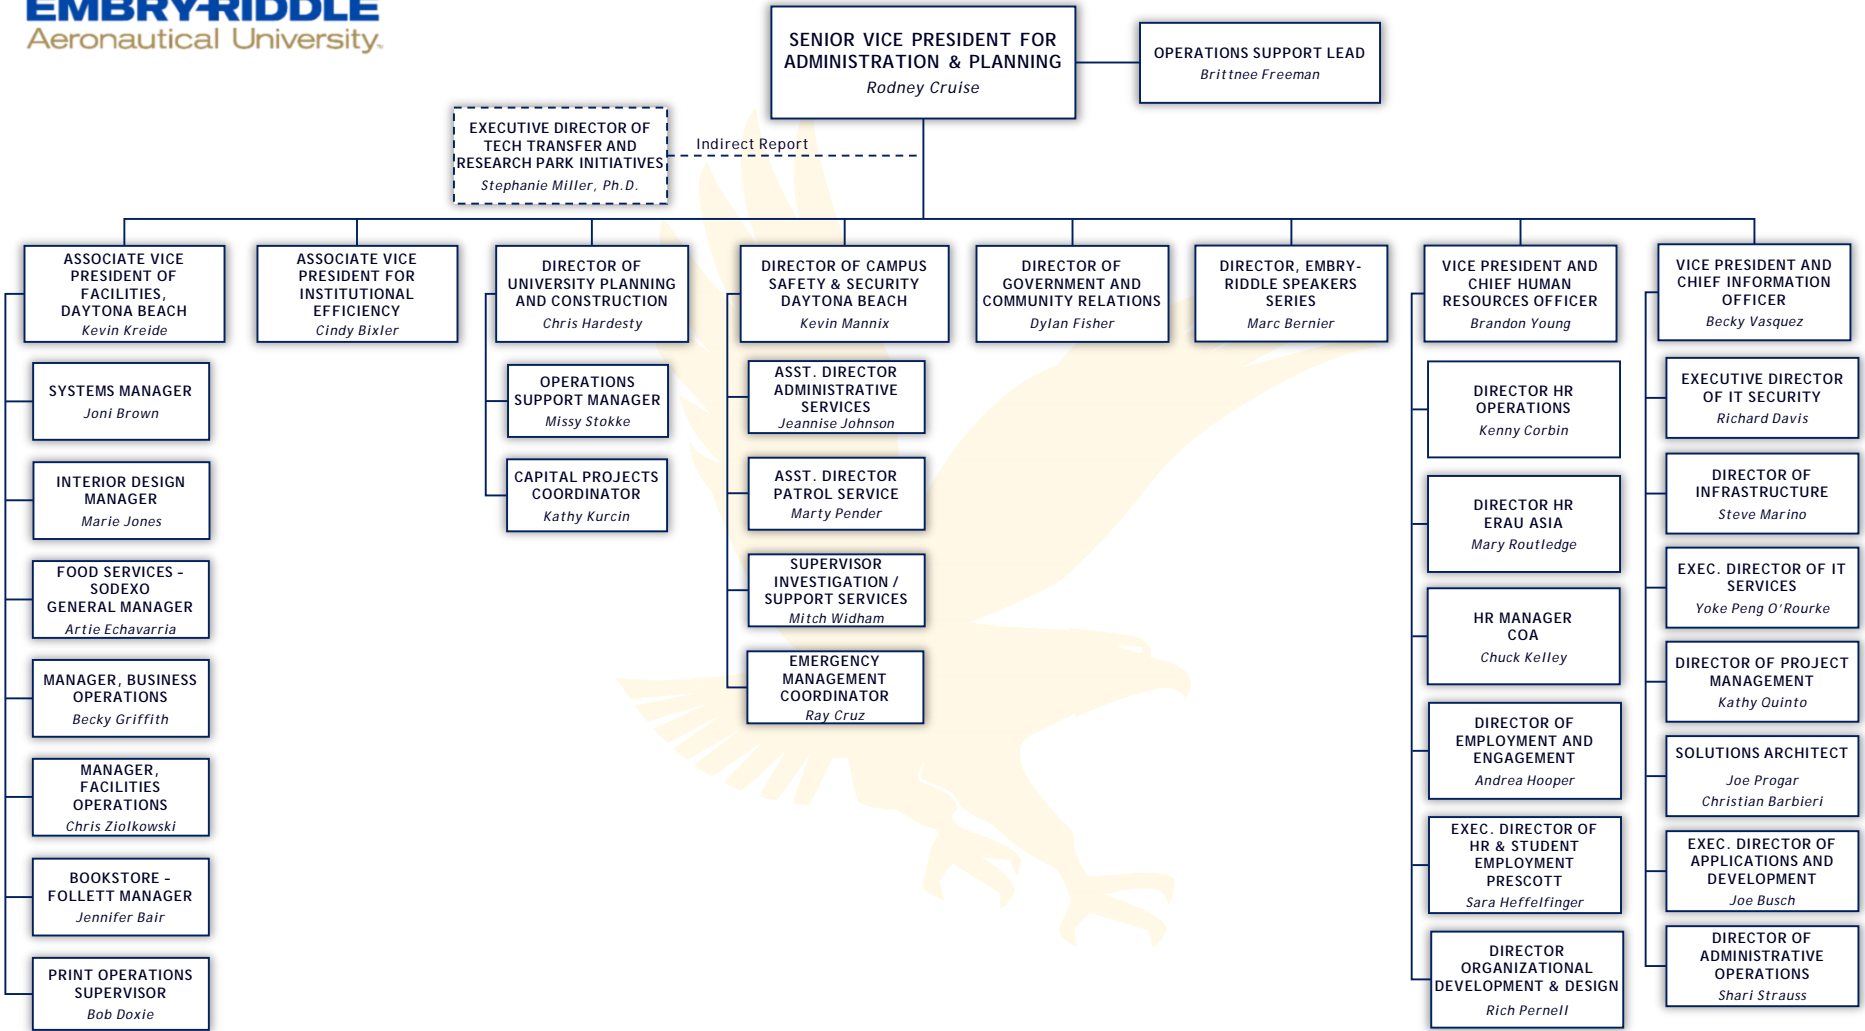 EMBRY-RIDDLE
Aeronautical University.
SENIOR VICE PRESIDENT FOR
ADMINISTRATION & PLANNING
Rodney Cruise
OPERATIONS SUPPORT LEAD
Brittnee Freeman
EXECUTIVE DIRECTOR OF
TECH TRANSFER AND
RESEARCH PARK INITIATIVES
Stephanie Miller, Ph.D.
Indirect Report
ASSOCIATE VICE
PRESIDENT OF
FACILITIES,
DAYTONA BEACH
Kevin Kreide
SYSTEMS MANAGER
Joni Brown
INTERIOR DESIGN
MANAGER
Marie Jones
FOOD SERVICES –
SODEXO
GENERAL MANAGER
Artie Echavarria
MANAGER, BUSINESS
OPERATIONS
Becky Griffith
MANAGER,
FACILITIES
OPERATIONS
Chris Ziolkowski
BOOKSTORE –
FOLLETT MANAGER
Jennifer Bair
PRINT OPERATIONS
SUPERVISOR
Bob Doxie
ASSOCIATE VICE
PRESIDENT FOR
INSTITUTIONAL
EFFICIENCY
Cindy Bixler
DIRECTOR OF
UNIVERSITY PLANNING
AND CONSTRUCTION
Chris Hardesty
OPERATIONS
SUPPORT MANAGER
Missy Stokke
CAPITAL PROJECTS
COORDINATOR
Kathy Kurcin
DIRECTOR OF CAMPUS
SAFETY & SECURITY
DAYTONA BEACH
Kevin Mannix
ASST. DIRECTOR
ADMINISTRATIVE
SERVICES
Jeannise Johnson
ASST. DIRECTOR
PATROL SERVICE
Marty Pender
SUPERVISOR
INVESTIGATION /
SUPPORT SERVICES
Mitch Widham
EMERGENCY
MANAGEMENT
COORDINATOR
Ray Cruz
DIRECTOR OF
GOVERNMENT AND
COMMUNITY RELATIONS
Dylan Fisher
DIRECTOR, EMBRY-
RIDDLE SPEAKERS
SERIES
Marc Bernier
VICE PRESIDENT AND
CHIEF HUMAN
RESOURCES OFFICER
Brandon Young
DIRECTOR HR
OPERATIONS
Kenny Corbin
DIRECTOR HR
ERAU ASIA
Mary Routledge
HR MANAGER
COA
Chuck Kelley
DIRECTOR OF
EMPLOYMENT AND
ENGAGEMENT
Andrea Hooper
EXEC. DIRECTOR OF
HR & STUDENT
EMPLOYMENT
PRESCOTT
Sara Heffelfinger
DIRECTOR
ORGANIZATIONAL
DEVELOPMENT & DESIGN
Rich Pernell
VICE PRESIDENT AND
CHIEF INFORMATION
OFFICER
Becky Vasquez
EXECUTIVE DIRECTOR
OF IT SECURITY
Richard Davis
DIRECTOR OF
INFRASTRUCTURE
Steve Marino
EXEC. DIRECTOR OF IT
SERVICES
Yoke Peng O'Rourke
DIRECTOR OF PROJECT
MANAGEMENT
Kathy Quinto
SOLUTIONS ARCHITECT
Joe Progar
Christian Barbieri
EXEC. DIRECTOR OF
APPLICATIONS AND
DEVELOPMENT
Joe Busch
DIRECTOR OF
ADMINISTRATIVE
OPERATIONS
Shari Strauss